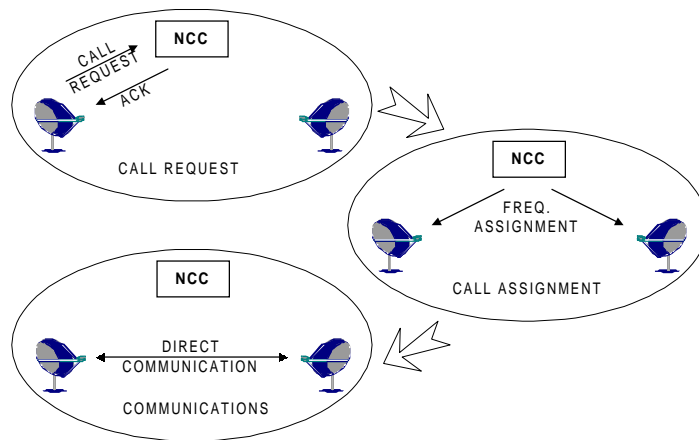 NCC
CALL
REQUEST
ACK
CALL REQUEST
NCC
FREQ.
ASSIGNMENT
CALL ASSIGNMENT
NCC
DIRECT
COMMUNICATION
COMMUNICATIONS